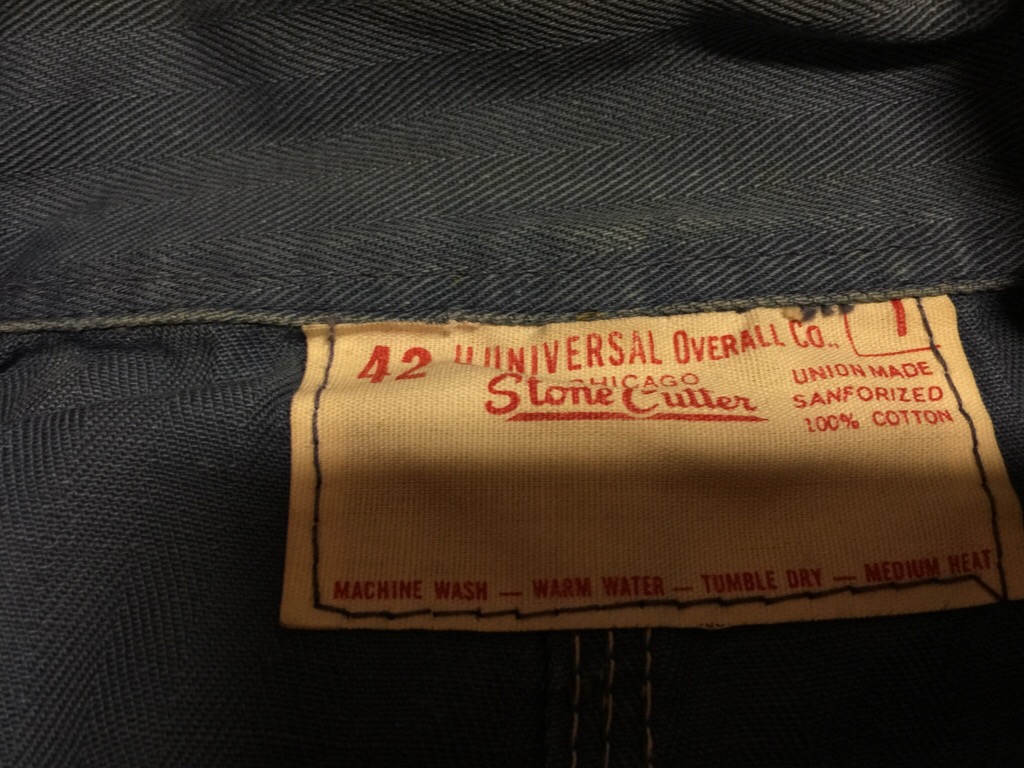 42 UNIVERSAL OVERALL Co.,
CHICAGO
Stone Cutter
UNION MADE
SANFORIZED
100% COTTON
MACHINE WASH — WARM WATER — TUMBLE DRY — MEDIUM HEAT